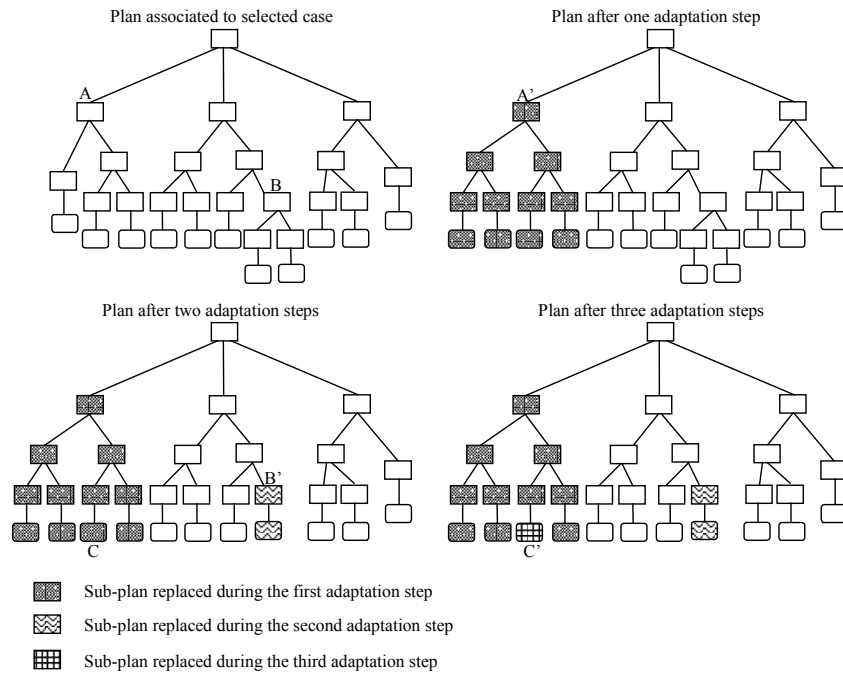 Plan associated to selected case
Plan after one adaptation step
A
A’
B
Plan after two adaptation steps
Plan after three adaptation steps
B’
C
C’
Sub-plan replaced during the first adaptation step
Sub-plan replaced during the second adaptation step
Sub-plan replaced during the third adaptation step